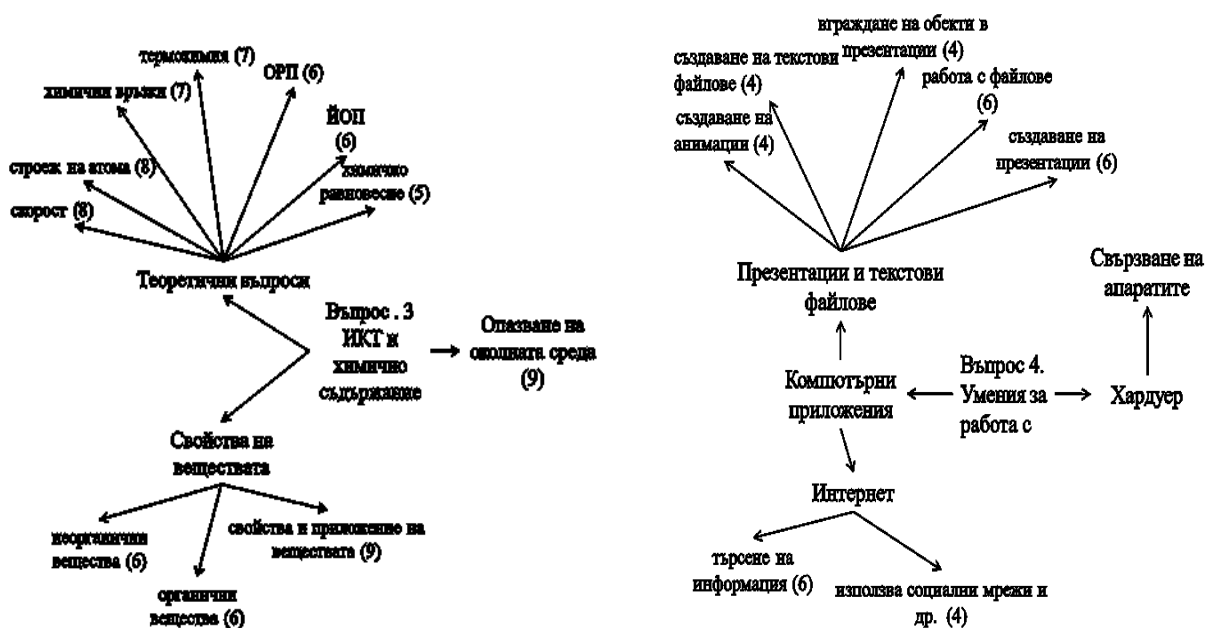 термохимия (7)
ОРП (6)
химични връзки (7)
ЙОП
(6)
строеж на атома (8)
химично
равновесие (5)
скорост (8)
Теоретични въпроси
Въпрос . 3
ИКТ и
химично
съдържание
Опазване на
околната среда
(9)
Свойства на
веществата
неорганични
вещества (6)
свойства и приложение на
веществата (9)
органични
вещества (6)
вграждане на обекти в
презентации (4)
създаване на текстови
файлове (4)
работа с файлове
(6)
създаване на
анимации (4)
създаване на
презентации (6)
Презентации и текстови
файлове
Свързване на
апаратите
Компютърни
приложения
Въпрос 4.
Умения за
работа с
Хардуер
Интернет
търсене на
информация (6)
използва социални мрежи и
др. (4)